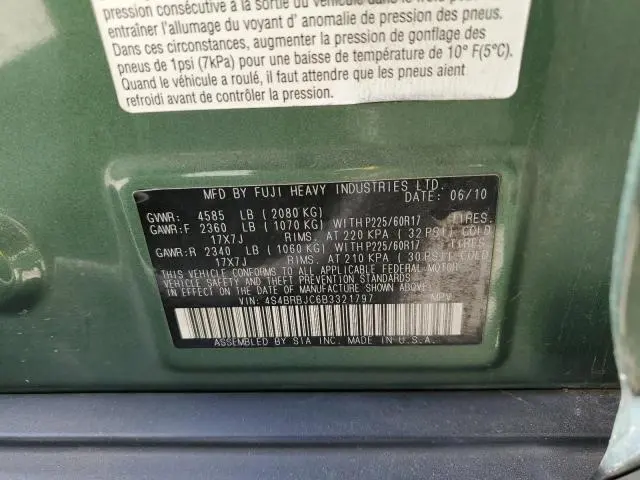 pression consécutive à la sortie du véhicule dans le froid peut
entraîner l'allumage du voyant d' anomalie de pression des pneus.
Dans ces circonstances, augmenter la pression de gonflage des
pneus de 1psi (7kPa) pour une baisse de température de 10° F(5°C).
Quand le véhicule a roulé, il faut attendre que les pneus aient
refroidi avant de contrôler la pression.
MFD BY FUJI HEAVY INDUSTRIES LTD.
DATE: 06/10
GVWR: 4585 LB (2080 KG)
GAWR:F 2360 LB (1070 KG) WITH P225/60R17 TIRES,
17X7J RIMS, AT 220 KPA (32 PSI) COLD
GAWR:R 2340 LB (1060 KG) WITH P225/60R17 TIRES,
17X7J RIMS, AT 210 KPA (30 PSI) COLD
THIS VEHICLE CONFORMS TO ALL APPLICABLE FEDERAL MOTOR
VEHICLE SAFETY AND THEFT PREVENTION STANDARDS IN
EFFECT ON THE DATE OF MANUFACTURE SHOWN ABOVE.
VIN: 4S4BRBJC6B3321797 MPV
ASSEMBLED BY SIA INC. MADE IN U.S.A.